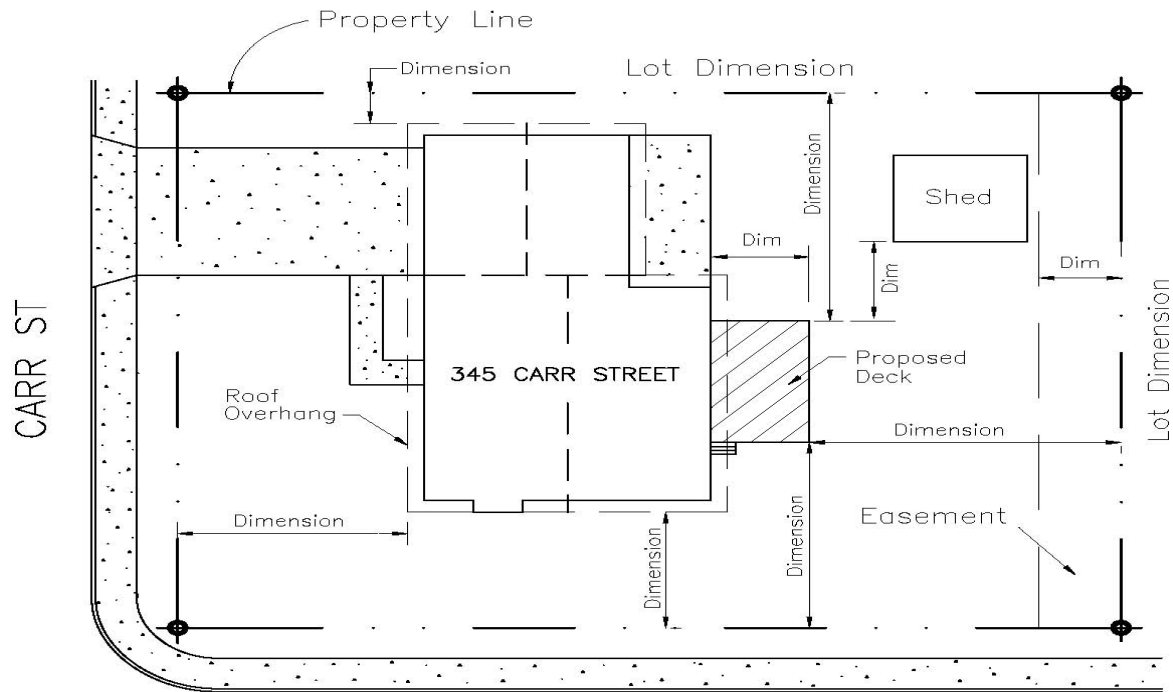 Property Line
Dimension
Lot Dimension
Dimension
Shed
Dim
Dim
Dim
CARR ST
345 CARR STREET
Proposed
Deck
Roof
Overhang
Lot Dimension
Dimension
Dimension
Dimension
Dimension
Easement